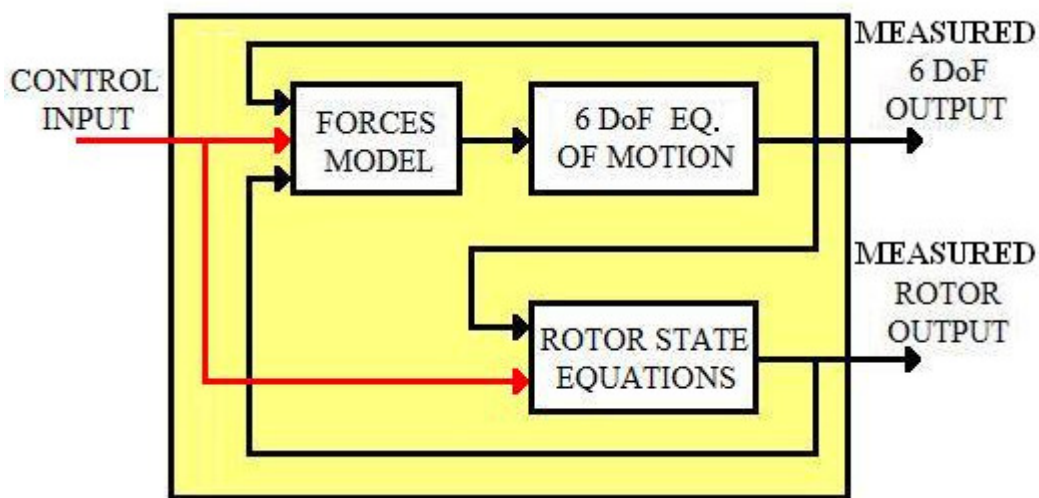 CONTROL
INPUT
FORCES
MODEL
6 DoF EQ.
OF MOTION
MEASURED
6 DoF
OUTPUT
ROTOR STATE
EQUATIONS
MEASURED
ROTOR
OUTPUT